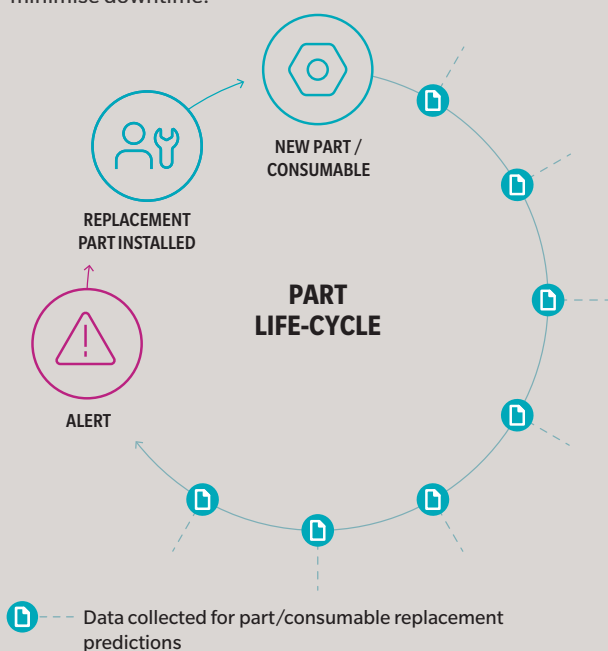 minimise downtime.
NEW PART /
CONSUMABLE
REPLACEMENT
PART INSTALLED
PART
LIFE-CYCLE
ALERT
Data collected for part/consumable replacement
predictions